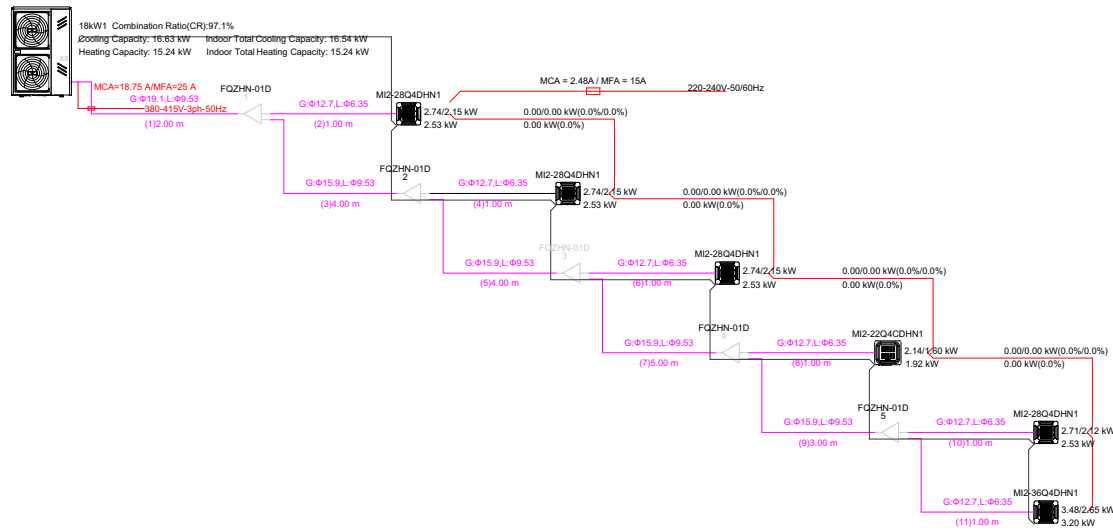 18kW1 Combination Ratio(CR):97.1%
Cooling Capacity: 16.63 kW Indoor Total Cooling Capacity: 16.54 kW
Heating Capacity: 15.24 kW Indoor Total Heating Capacity: 15.24 kW
MCA=18.75 A/MFA=25 A
G:Φ19.1,L:Φ9.53
380-415V-3ph-50Hz
(1)2.00 m
FQZHN-01D
1
G:Φ12.7,L:Φ6.35
(2)1.00 m
MI2-28Q4DHN1
2.74/2.15 kW
2.53 kW
MCA = 2.48A / MFA = 15A
220-240V-50/60Hz
0.00/0.00 kW(0.0%/0.0%)
0.00 kW(0.0%)
FQZHN-01D
2
G:Φ15.9,L:Φ9.53
(3)4.00 m
G:Φ12.7,L:Φ6.35
(4)1.00 m
MI2-28Q4DHN1
2.74/2.15 kW
2.53 kW
0.00/0.00 kW(0.0%/0.0%)
0.00 kW(0.0%)
FQZHN-01D
3
G:Φ15.9,L:Φ9.53
(5)4.00 m
G:Φ12.7,L:Φ6.35
(6)1.00 m
MI2-28Q4DHN1
2.74/2.15 kW
2.53 kW
0.00/0.00 kW(0.0%/0.0%)
0.00 kW(0.0%)
FQZHN-01D
4
G:Φ15.9,L:Φ9.53
(7)5.00 m
G:Φ12.7,L:Φ6.35
(8)1.00 m
MI2-22Q4CDHN1
2.14/1.60 kW
1.92 kW
0.00/0.00 kW(0.0%/0.0%)
0.00 kW(0.0%)
FQZHN-01D
5
G:Φ15.9,L:Φ9.53
(9)3.00 m
G:Φ12.7,L:Φ6.35
(10)1.00 m
MI2-28Q4DHN1
2.71/2.12 kW
2.53 kW
G:Φ12.7,L:Φ6.35
(11)1.00 m
MI2-36Q4DHN1
3.48/2.65 kW
3.20 kW